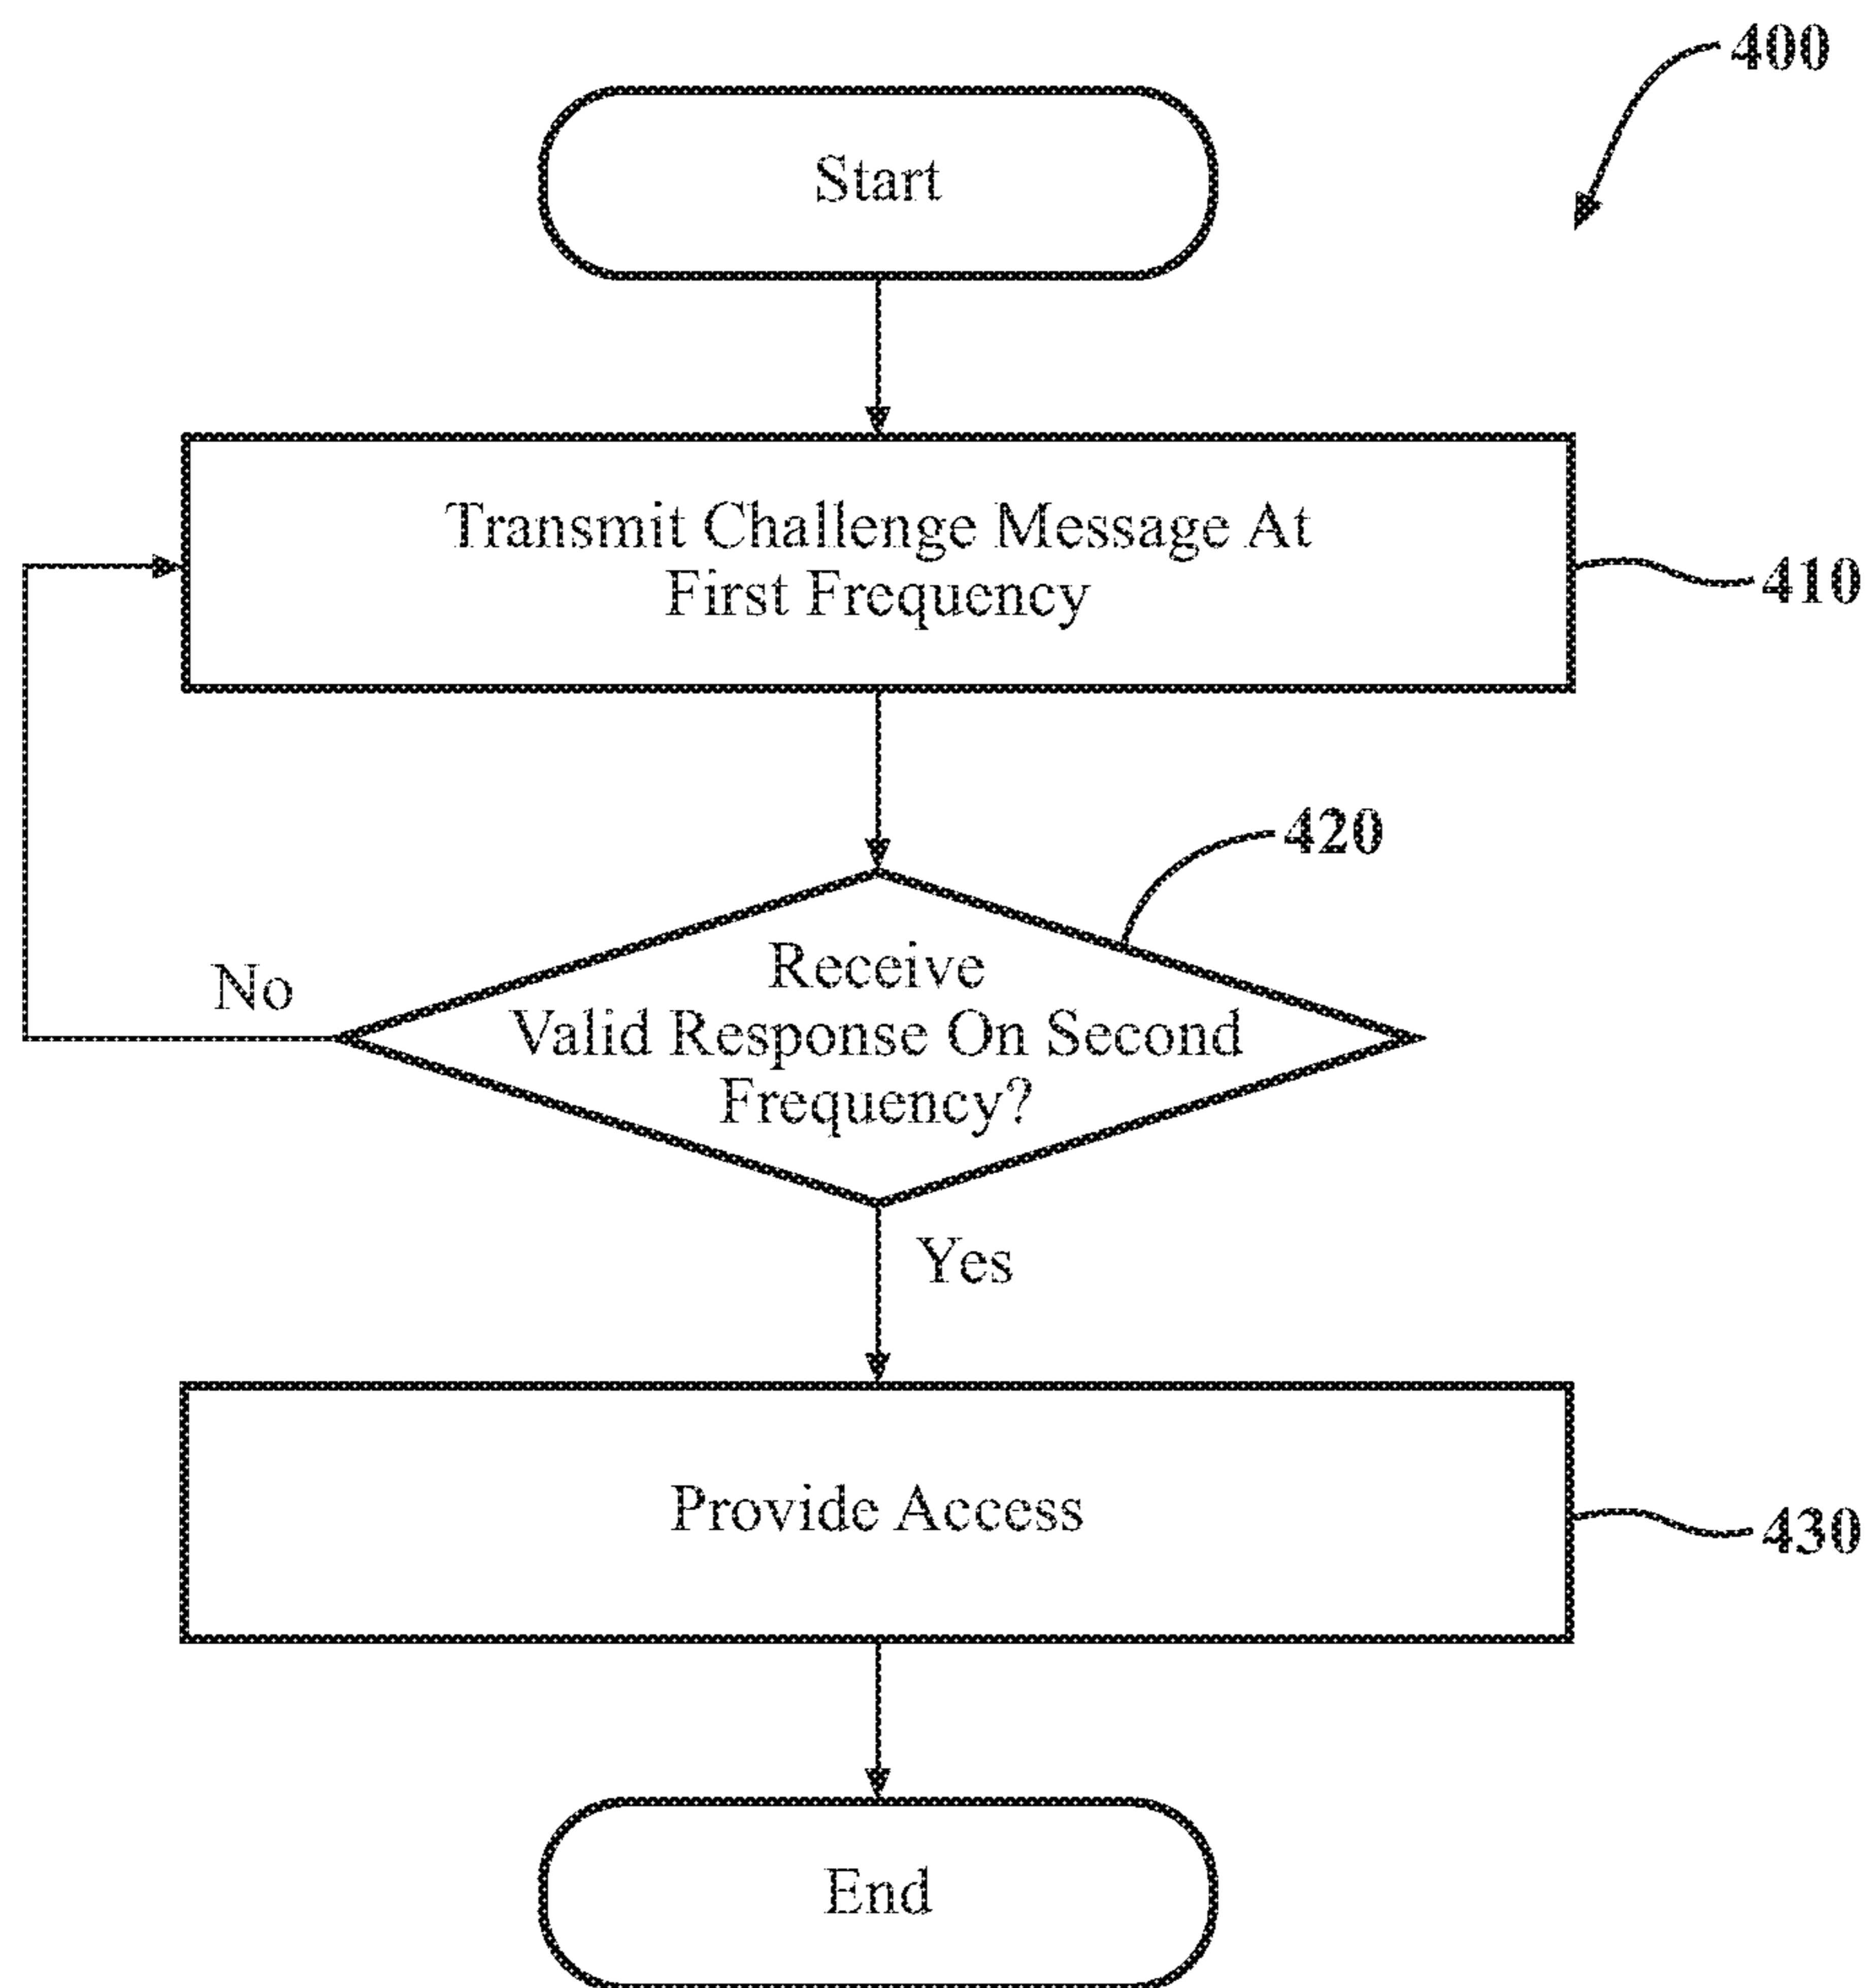 400
Start
Transmit Challenge Message At
First Frequency
410
420
Receive
Valid Response On Second
Frequency?
No
Yes
Provide Access
430
End